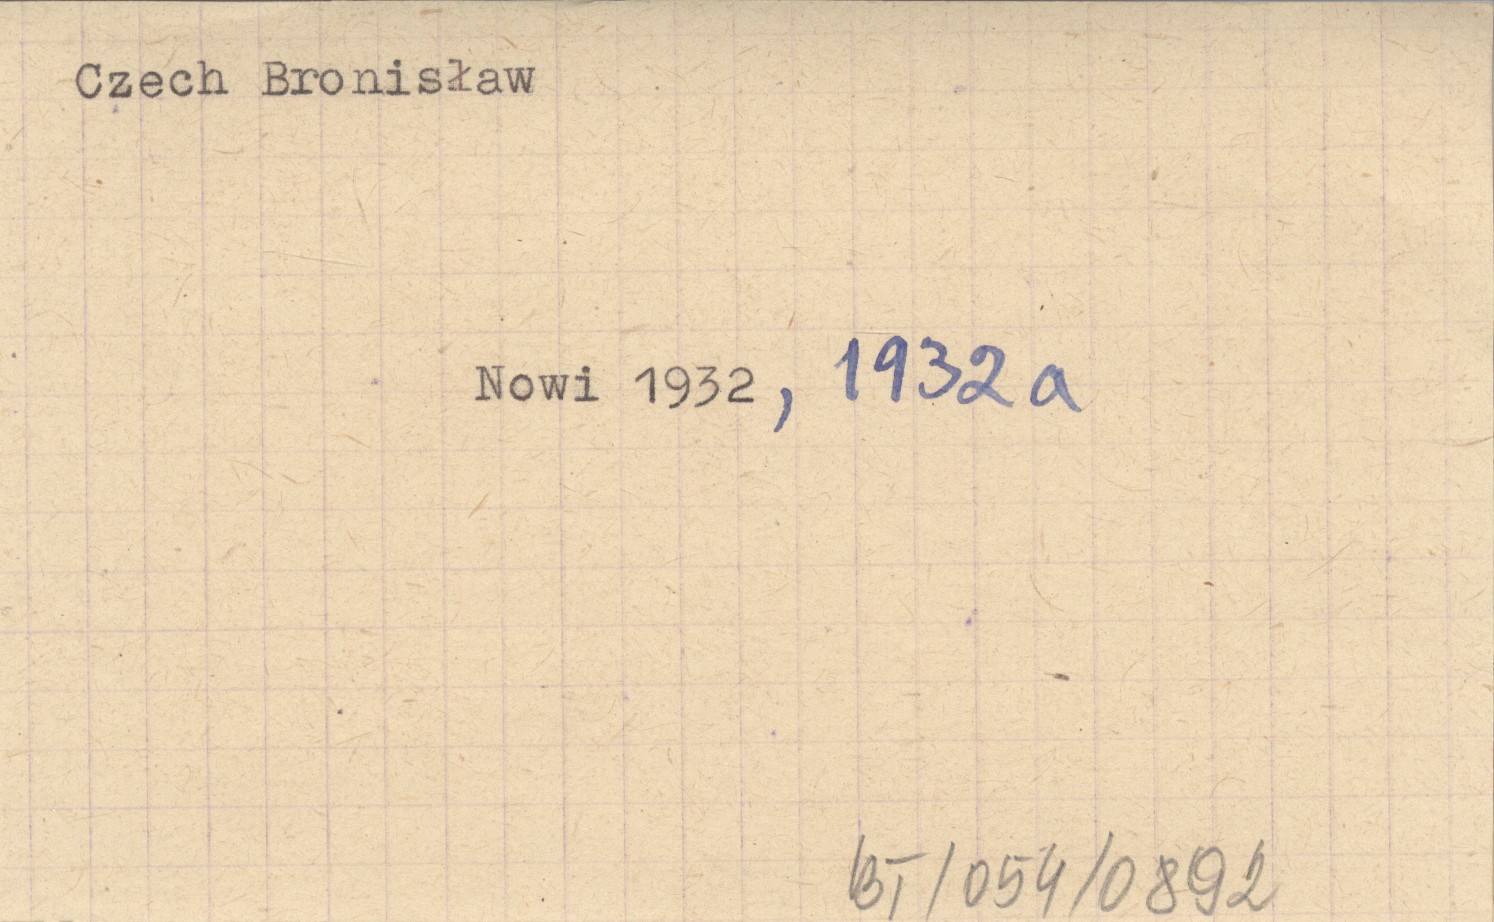 Czech Bronisław
Nowi 1932, 1932a
BT/054/0892